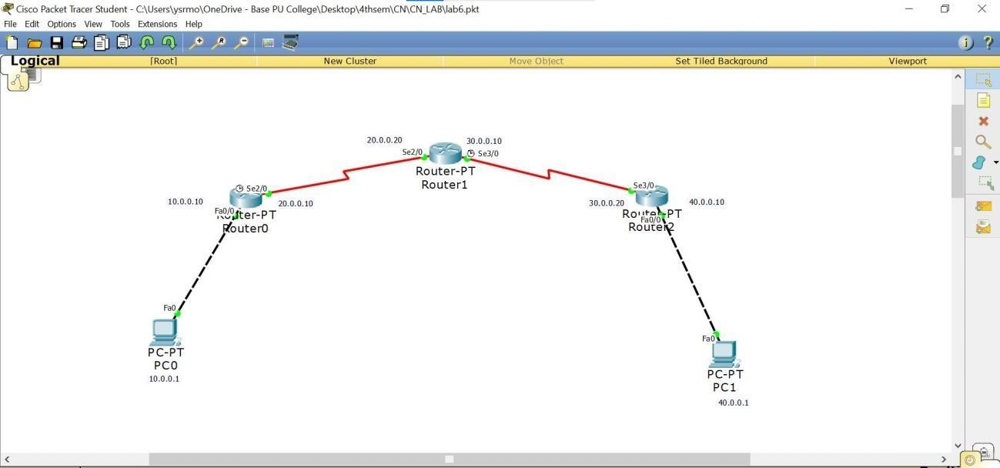 Cisco Packet Tracer Student - C:\Users\ysrmo\OneDrive - Base PU College\Desktop\4thsem\CN\CN_LAB\lab6.pkt
File Edit Options View Tools Extensions Help
Logical [Root] New Cluster Move Object Set Tiled Background Viewport
20.0.0.20 30.0.0.10
Se2/0 Se3/0
Router-PT
Router1
Se2/0
10.0.0.10 20.0.0.10
Fa0/0
Router-PT
Router0
Se3/0
30.0.0.20 40.0.0.10
Router-PT
Fa0/0
Router2
Fa0
PC-PT
PC0
10.0.0.1
Fa0
PC-PT
PC1
40.0.0.1